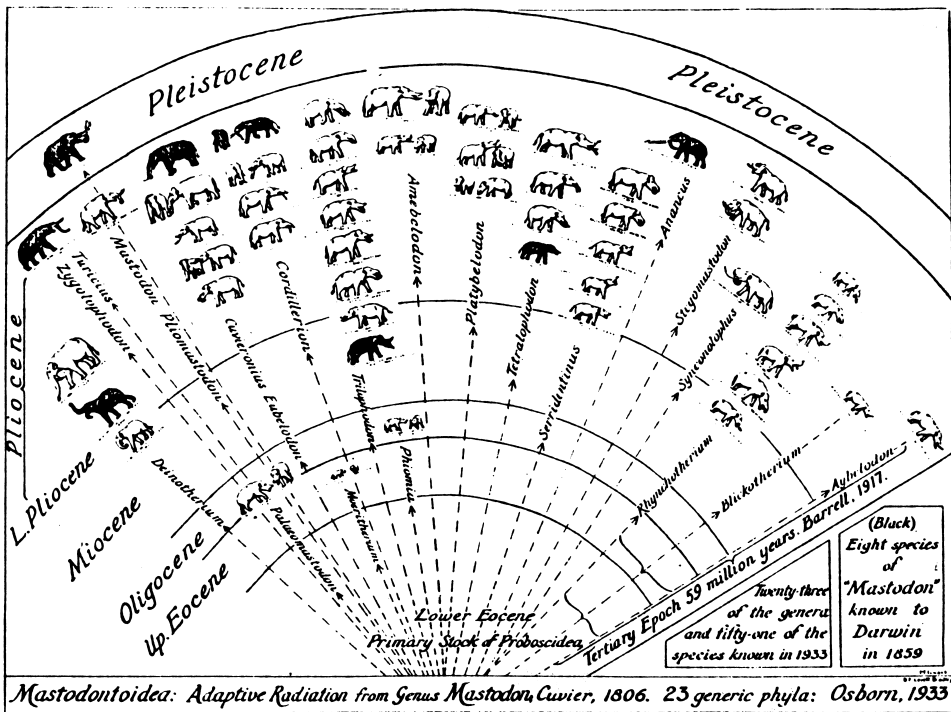 Pleistocene
Pleistocene
Pliocene
L. Pliocene
Miocene
Oligocene
Up. Eocene
Turicius
Zygolophodon
Mastodon
Pliomastodon
Cuvieronius
Eubelodon
Cordillerion
Trilophodon
Amebelodon
Platybelodon
Tetralophodon
Serridentinus
Anancus
Stegomastodon
Synconolophus
Rhynchotherium
Blickotherium
Aybelodon
Deinotherium
Palaeomastodon
Moeritherium
Phiomia
Lower Eocene
Primary Stock of Proboscidea
Tertiary Epoch 59 million years. Barrell, 1917.
Twenty-three
of the genera
and fifty-one of the
species known in 1933
(Black)
Eight species
of
"Mastodon"
known to
Darwin
in 1859
Mastodontoidea: Adaptive Radiation from Genus Mastodon, Cuvier, 1806. 23 generic phyla: Osborn, 1933